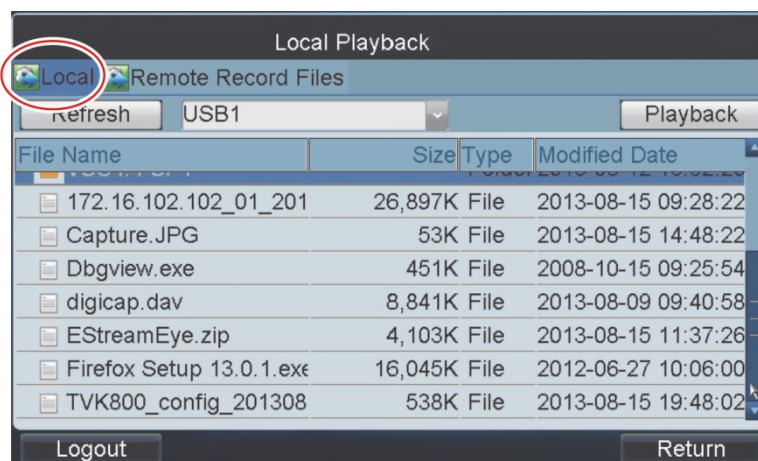 Local Playback
Local Remote Record Files
Refresh USB1 Playback
File Name Size Type Modified Date
172.16.102.102_01_201 26,897K File 2013-08-15 09:28:22
Capture.JPG 53K File 2013-08-15 14:48:22
Dbgview.exe 451K File 2008-10-15 09:25:54
digicap.dav 8,841K File 2013-08-09 09:40:58
EStreamEye.zip 4,103K File 2013-08-15 11:37:26
Firefox Setup 13.0.1.exe 16,045K File 2012-06-27 10:06:00
TVK800_config_201308 538K File 2013-08-15 19:48:02
Logout Return